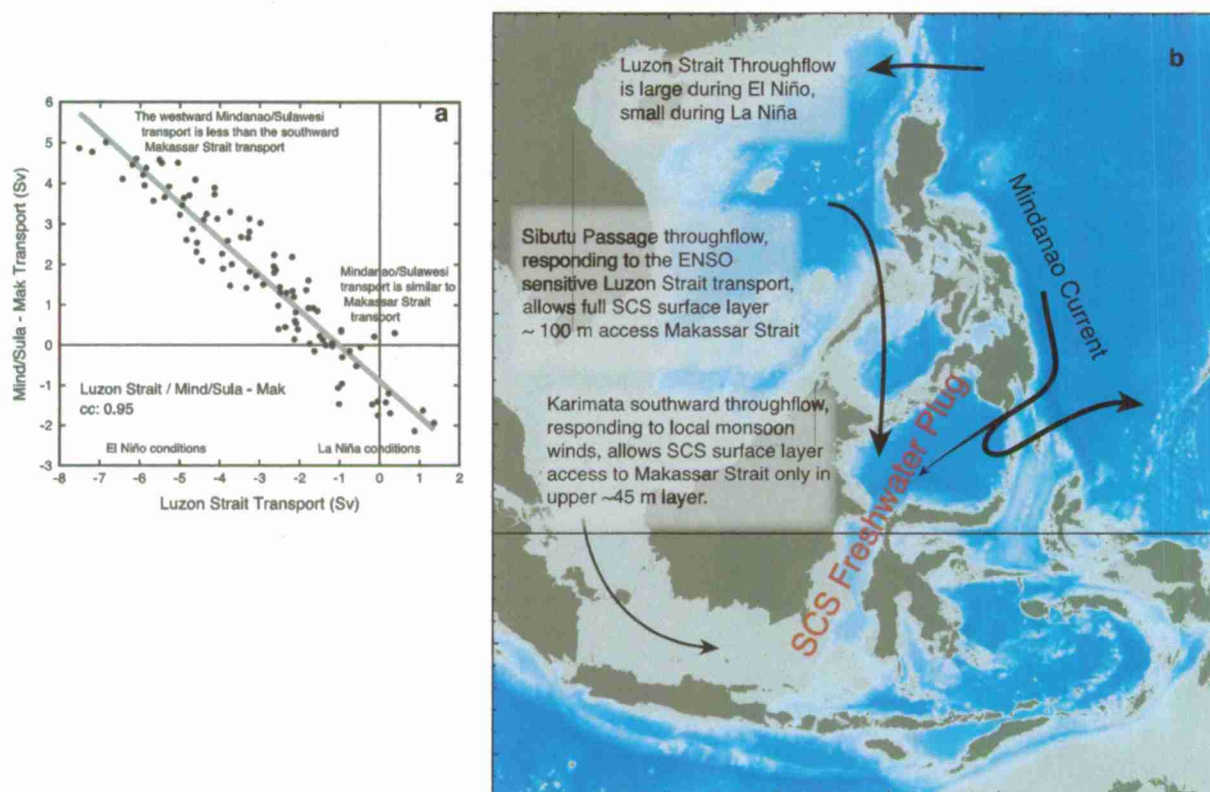 a
The westward Mindanao/Sulawesi
transport is less than the southward
Makassar Strait transport
Mindanao/Sulawesi
transport is similar to
Makassar Strait
transport
Luzon Strait / Mind/Sula - Mak
cc: 0.95
El Niño conditions
La Niña conditions
6
5
4
3
2
1
0
-1
-2
-3
Mind/Sula - Mak Transport (Sv)
-8 -7 -6 -5 -4 -3 -2 -1 0 1 2
Luzon Strait Transport (Sv)
b
Luzon Strait Throughflow
is large during El Niño,
small during La Niña
Mindanao Current
Sibutu Passage throughflow,
responding to the ENSO
sensitive Luzon Strait transport,
allows full SCS surface layer
~ 100 m access Makassar Strait
Karimata southward throughflow,
responding to local monsoon
winds, allows SCS surface layer
access to Makassar Strait only in
upper ~45 m layer.
SCS Freshwater Plug